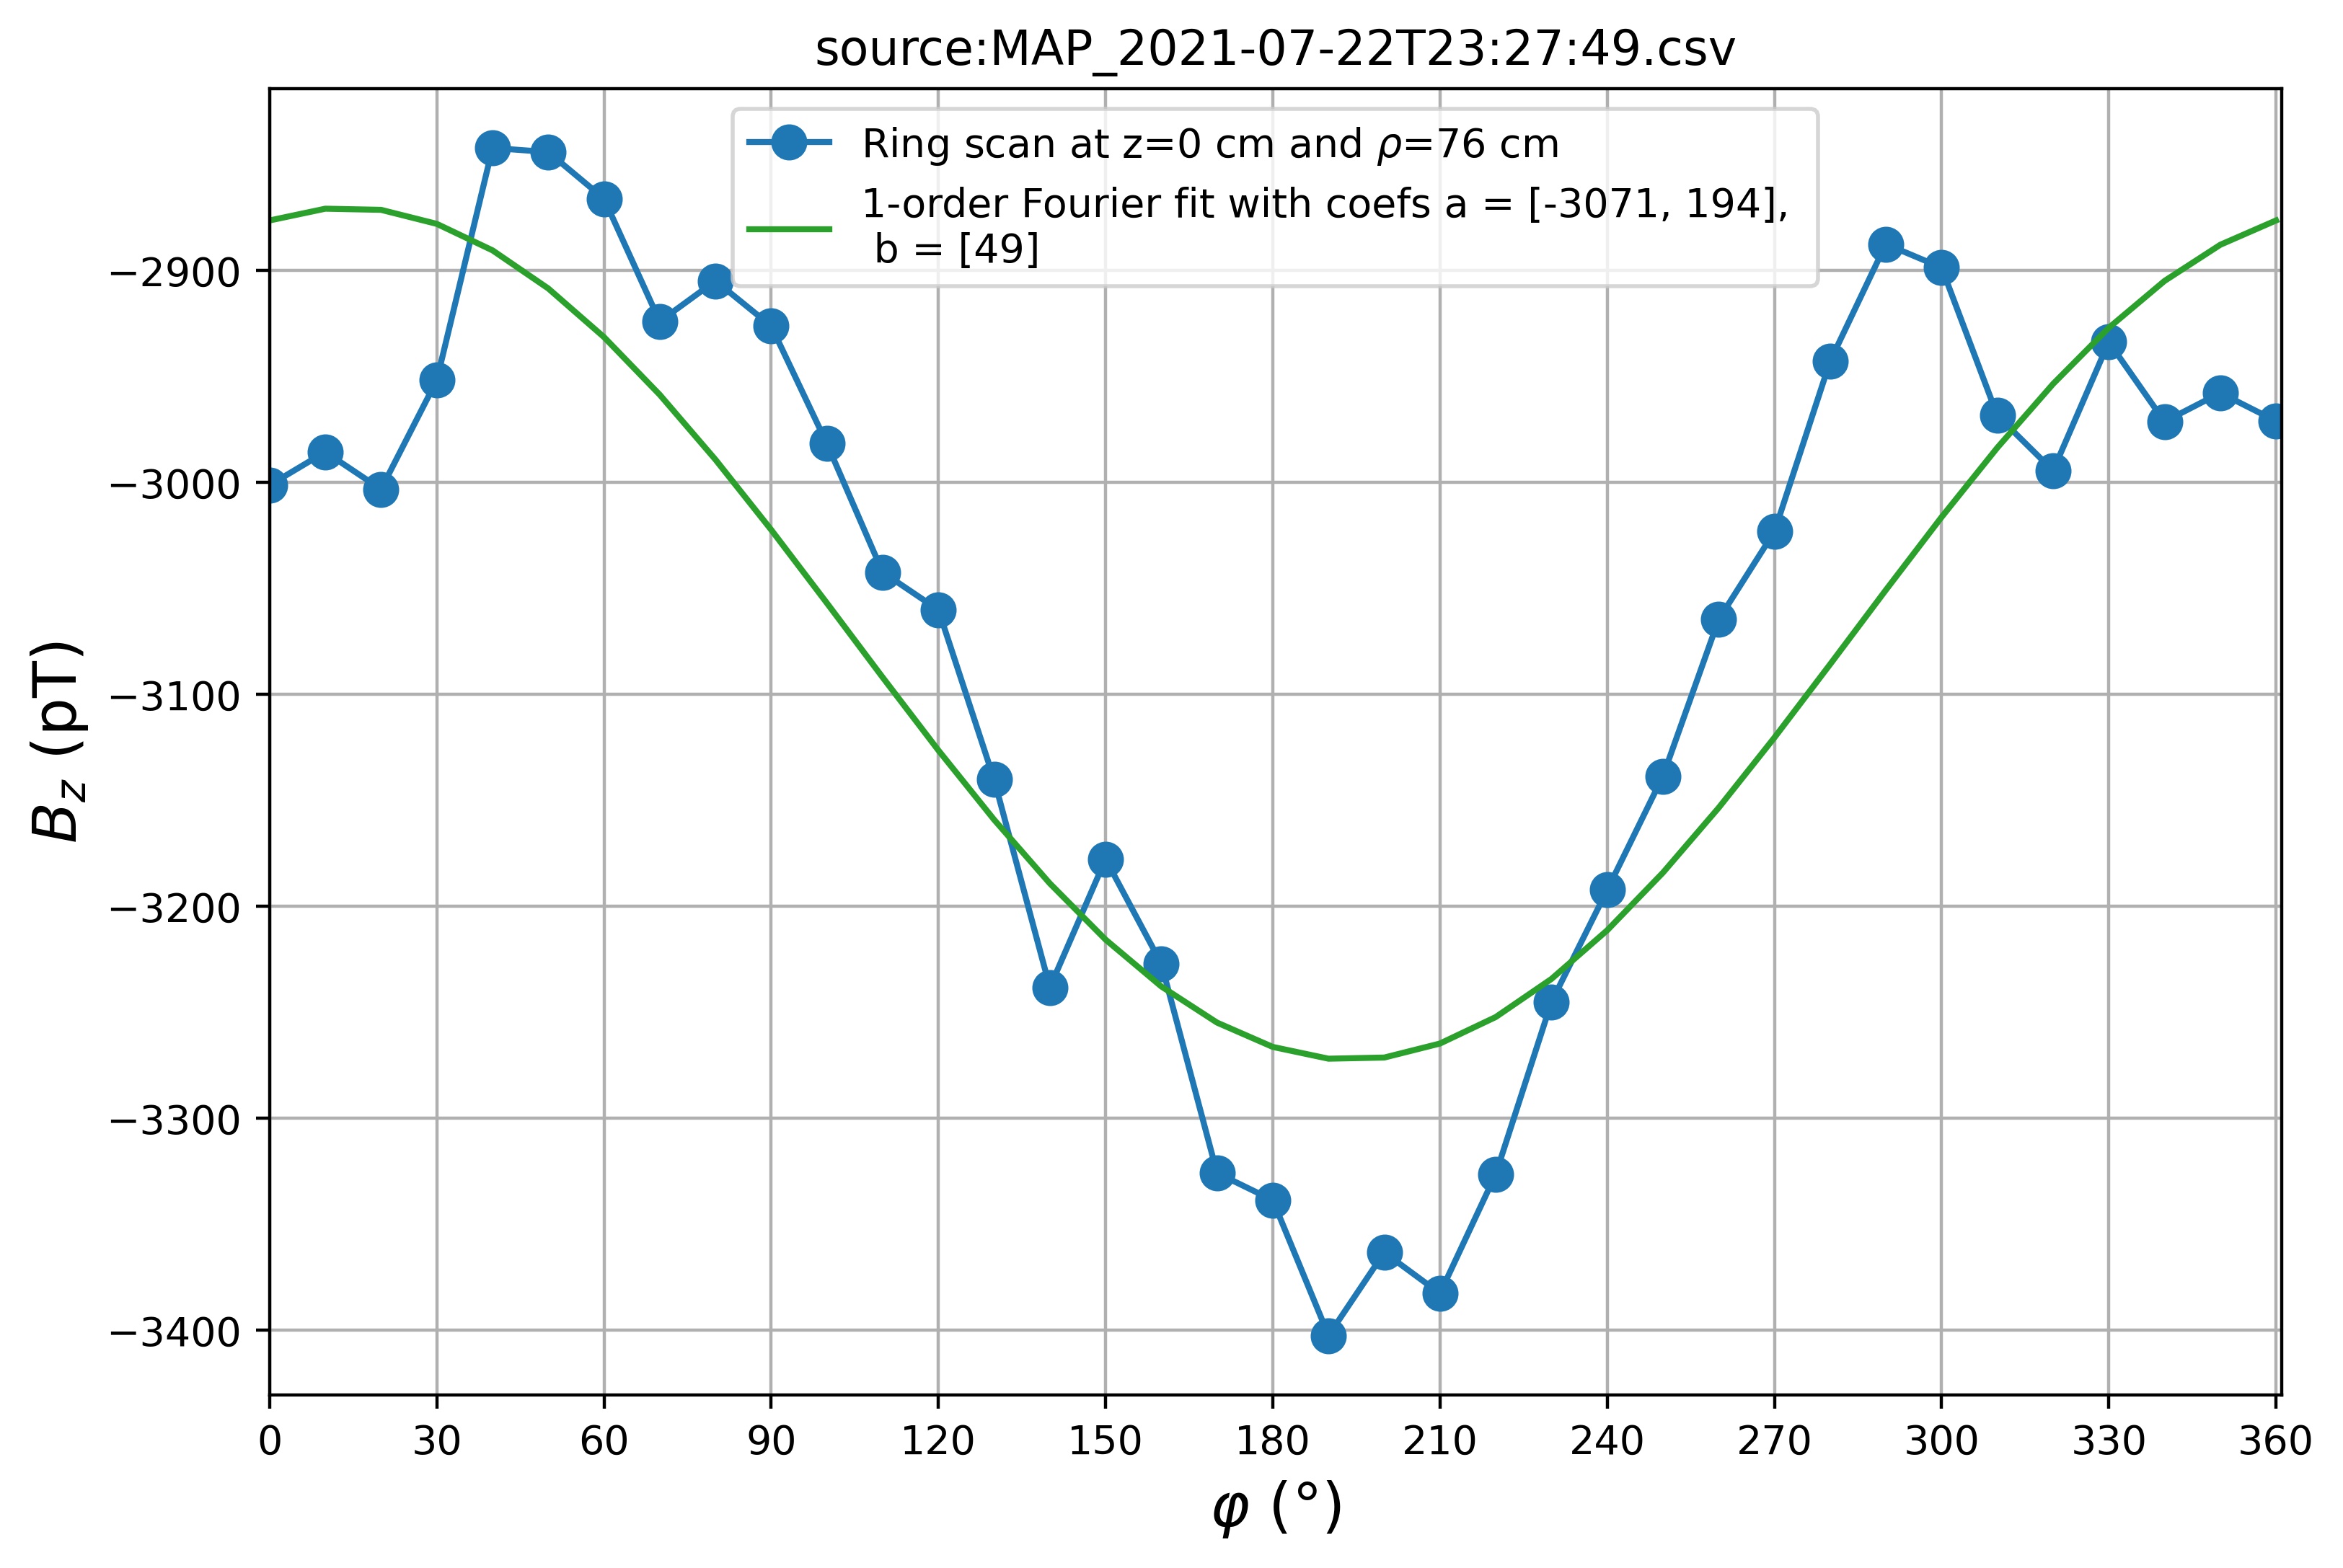 source:MAP_2021-07-22T23:27:49.csv
Ring scan at z=0 cm and ρ=76 cm
1-order Fourier fit with coefs a = [-3071, 194],
b = [49]
−2900
−3000
−3100
−3200
−3300
−3400
B_z (pT)
0 30 60 90 120 150 180 210 240 270 300 330 360
φ (°)